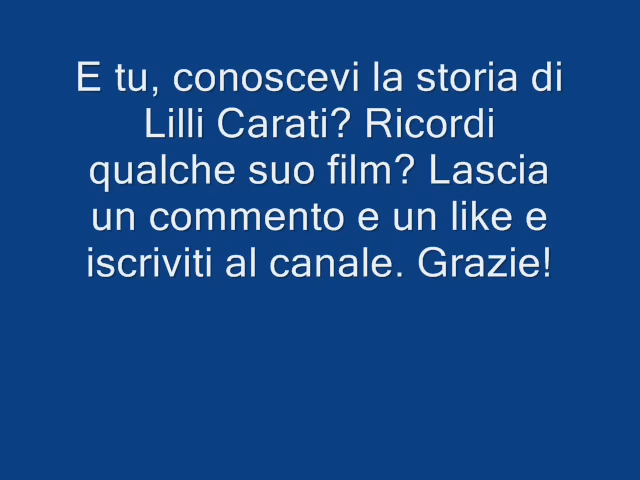 E tu, conoscevi la storia di
Lilli Carati? Ricordi
qualche suo film? Lascia
un commento e un like e
iscriviti al canale. Grazie!